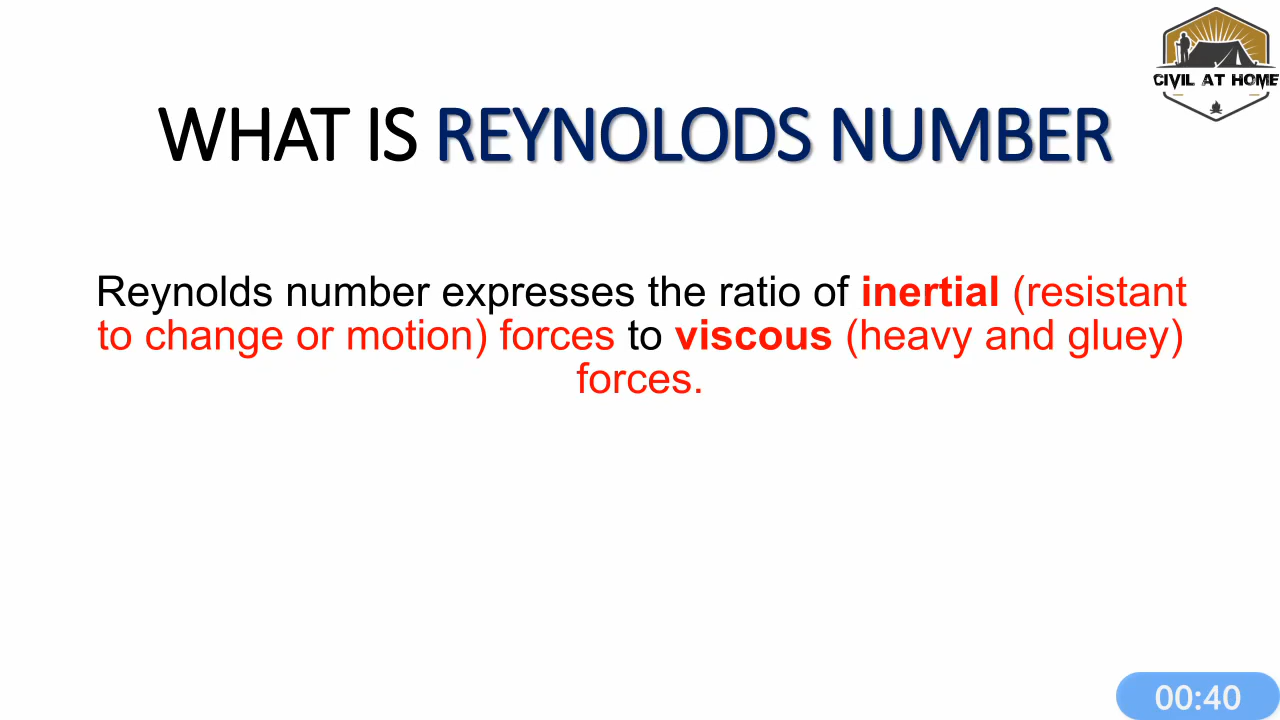 CIVIL AT HOME
WHAT IS REYNOLODS NUMBER
Reynolds number expresses the ratio of inertial (resistant
to change or motion) forces to viscous (heavy and gluey)
forces.
00:40